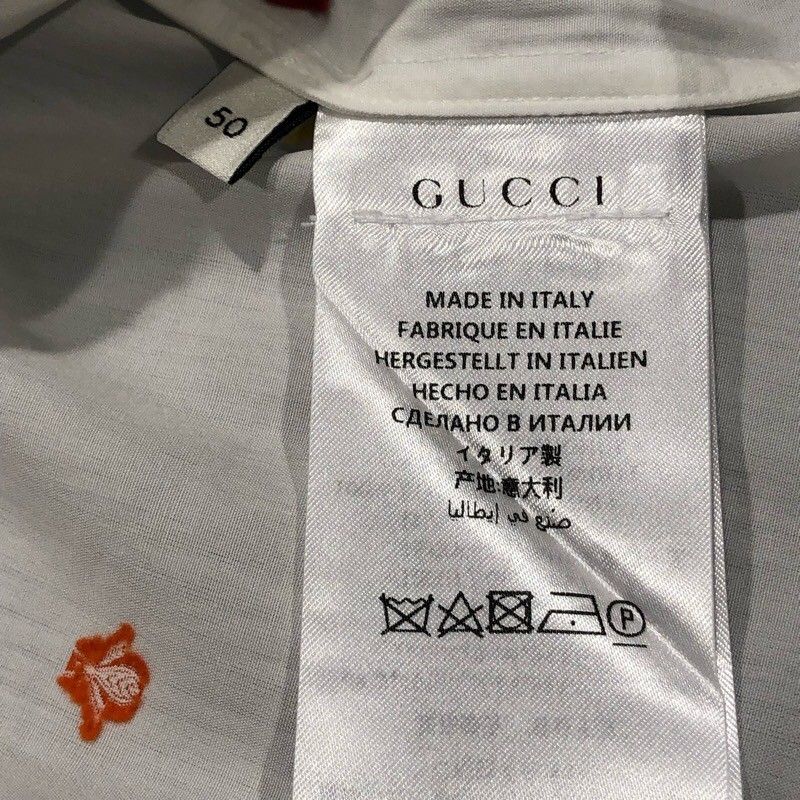 50
GUCCI
MADE IN ITALY
FABRIQUE EN ITALIE
HERGESTELLT IN ITALIEN
HECHO EN ITALIA
СДЕЛАНО В ИТАЛИИ
イタリア製
产地:意大利
صنع في إيطاليا
P